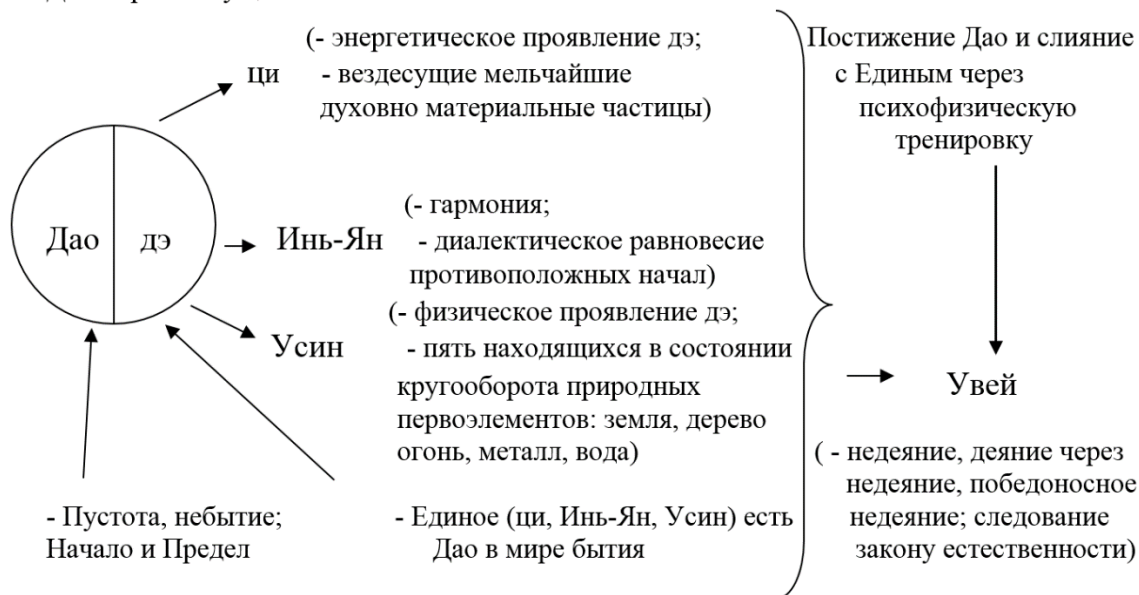 (- энергетическое проявление дэ;
ци - вездесущие мельчайшие
духовно материальные частицы)
Дао дэ
(- гармония;
Инь-Ян - диалектическое равновесие
противоположных начал)
(- физическое проявление дэ;
Усин - пять находящихся в состоянии
кругооборота природных
первоэлементов: земля, дерево
огонь, металл, вода)
- Пустота, небытие;
Начало и Предел
- Единое (ци, Инь-Ян, Усин) есть
Дао в мире бытия
Постижение Дао и слияние
с Единым через
психофизическую
тренировку
Увей
( - недеяние, деяние через
недеяние, победоносное
недеяние; следование
закону естественности)